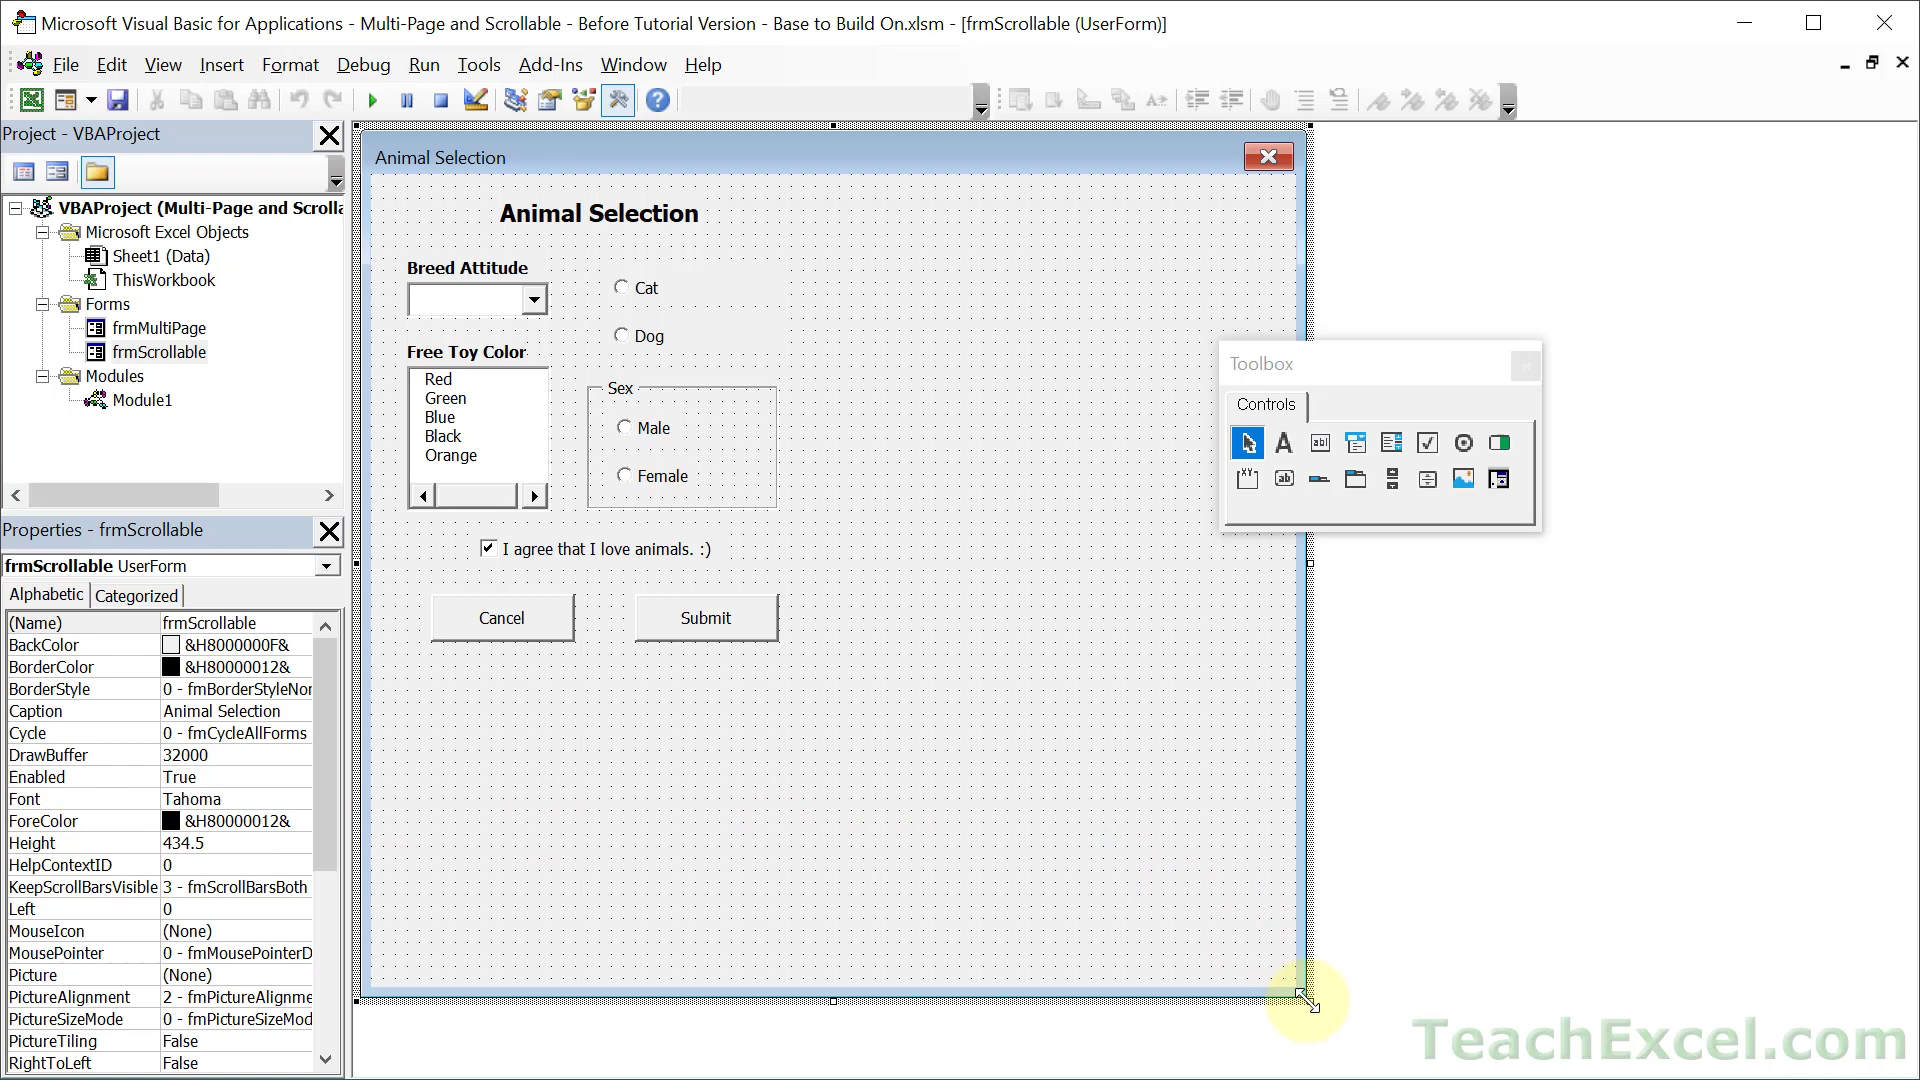 Microsoft Visual Basic for Applications - Multi-Page and Scrollable - Before Tutorial Version - Base to Build On.xlsm - [frmScrollable (UserForm)]
File Edit View Insert Format Debug Run Tools Add-Ins Window Help
Project - VBAProject
VBAProject (Multi-Page and Scrolla
Microsoft Excel Objects
Sheet1 (Data)
ThisWorkbook
Forms
frmMultiPage
frmScrollable
Modules
Module1
Properties - frmScrollable
frmScrollable UserForm
Alphabetic Categorized
(Name) frmScrollable
BackColor &H8000000F&
BorderColor &H80000012&
BorderStyle 0 - fmBorderStyleNor
Caption Animal Selection
Cycle 0 - fmCycleAllForms
DrawBuffer 32000
Enabled True
Font Tahoma
ForeColor &H80000012&
Height 434.5
HelpContextID 0
KeepScrollBarsVisible 3 - fmScrollBarsBoth
Left 0
MouseIcon (None)
MousePointer 0 - fmMousePointerD
Picture (None)
PictureAlignment 2 - fmPictureAlignme
PictureSizeMode 0 - fmPictureSizeMod
PictureTiling False
RightToLeft False
Animal Selection
Animal Selection
Breed Attitude
Cat
Dog
Free Toy Color
Red
Green
Blue
Black
Orange
Sex
Male
Female
I agree that I love animals. :)
Cancel Submit
Toolbox
Controls
A abl
XY ab
TeachExcel.com